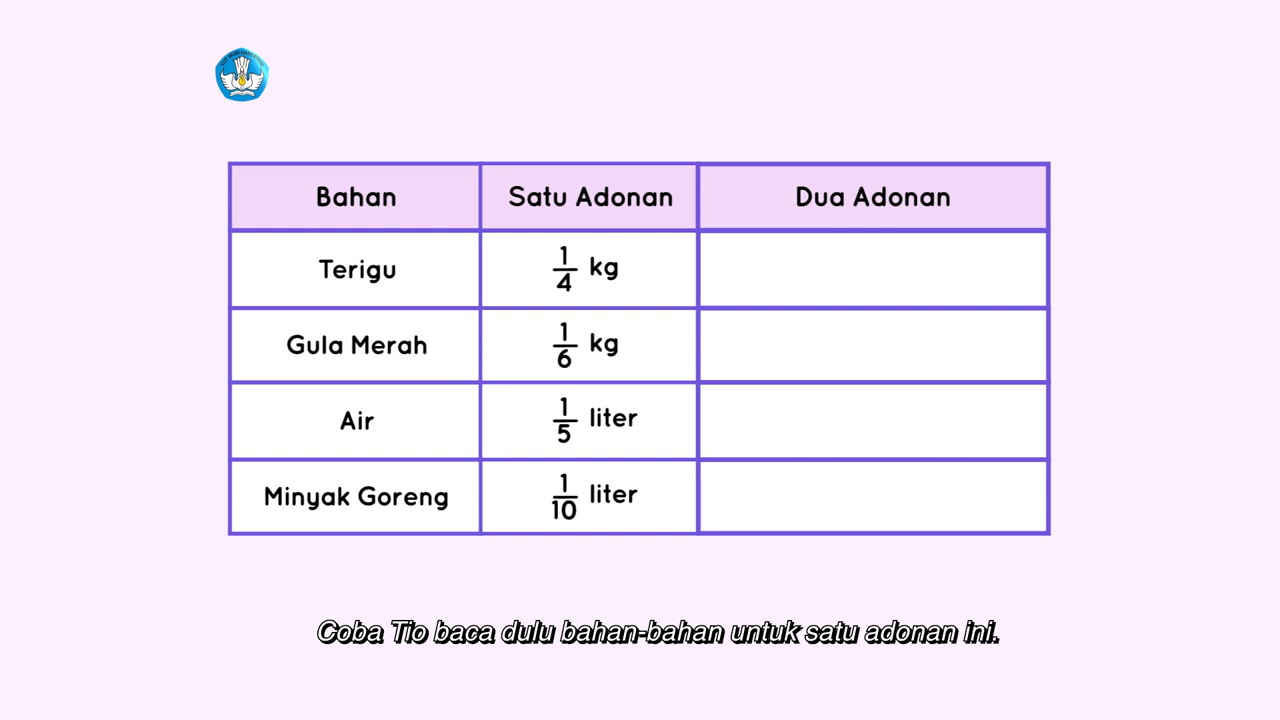 Bahan Satu Adonan Dua Adonan
Terigu 1/4 kg
Gula Merah 1/6 kg
Air 1/5 liter
Minyak Goreng 1/10 liter
Coba Tio baca dulu bahan-bahan untuk satu adonan ini.